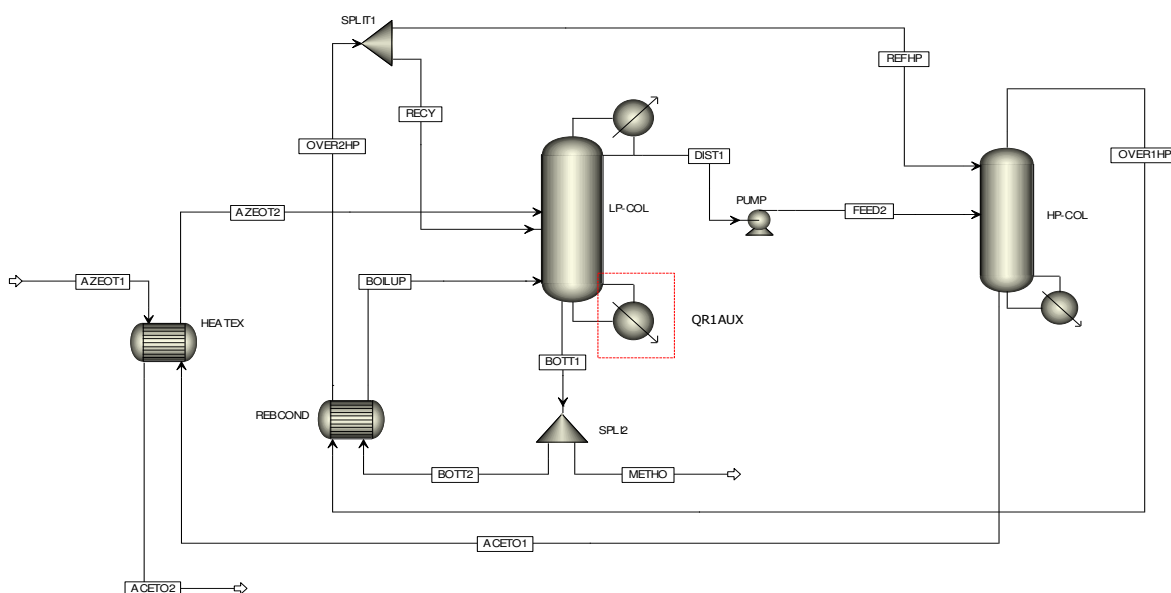 SPLIT1
REFHP
RECY
OVER2HP
DIST1
OVER1HP
PUMP
LP-COL
AZEOT2
FEED2
HP-COL
AZEOT1
BOILUP
HEATEX
QR1AUX
BOTT1
REBCOND
SPLI2
BOTT2
METHO
ACETO1
ACETO2